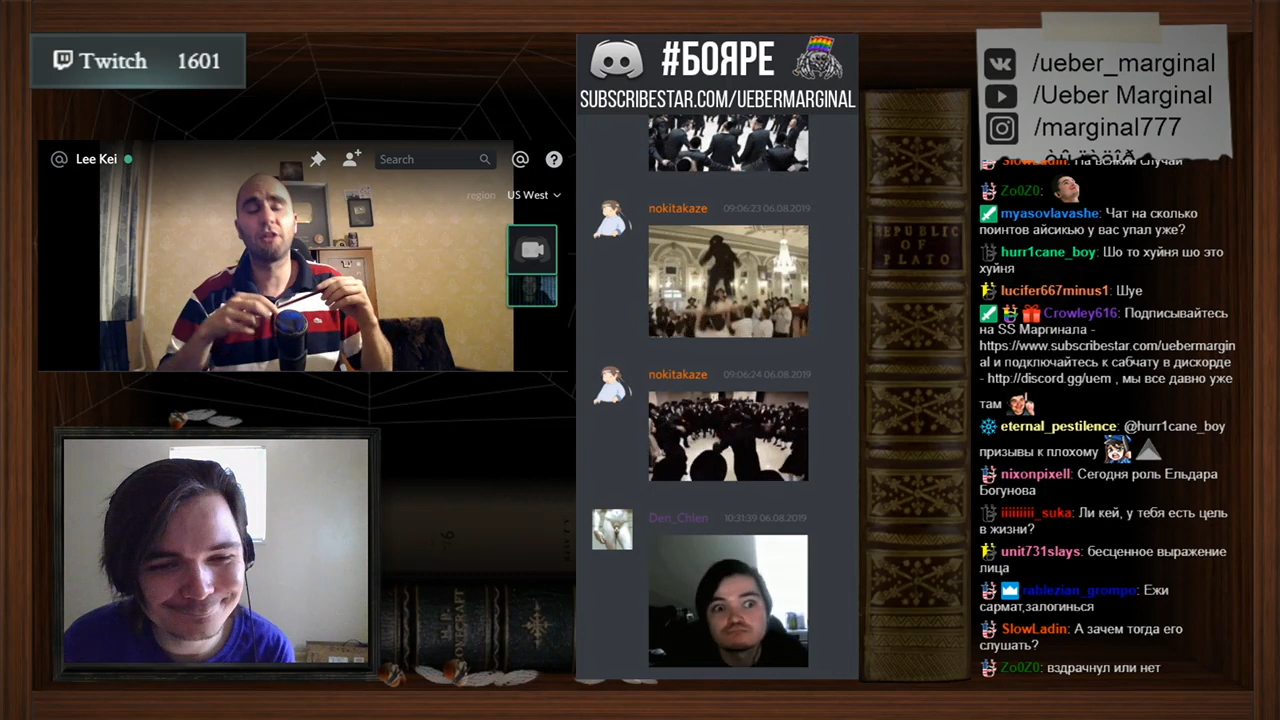 Twitch 1601
@ Lee Kei
Search
region US West
#БОЯРЕ
SUBSCRIBESTAR.COM/UEBERMARGINAL
nokitakaze 09:06:23 06.08.2019
nokitakaze 09:06:24 06.08.2019
Den_Chlen 10:31:39 06.08.2019
H.P. LOVECRAFT
REPUBLIC
OF
PLATO
/ueber_marginal
/Ueber Marginal
/marginal777
SlowLadin: На всякий случай
Zo0Z0:
myasovlavashe: Чат на сколько
поинтов айсикью у вас упал уже?
hurr1cane_boy: Шо то хуйня шо это
хуйня
lucifer667minus1: Шуе
Crowley616: Подписывайтесь
на SS Маргинала -
https://www.subscribestar.com/uebermargin
al и подключайтесь к сабчату в дискорде
- http://discord.gg/uem , мы все давно уже
там
eternal_pestilence: @hurr1cane_boy
призывы к плохому
nixonpixell: Сегодня роль Ельдара
Богунова
iiiiiiiii_suka: Ли кей, у тебя есть цель
в жизни?
unit731slays: бесценное выражение
лица
rablezian_grompo: Ежи
сармат,залогинься
SlowLadin: А зачем тогда его
слушать?
Zo0Z0: вздрачнул или нет